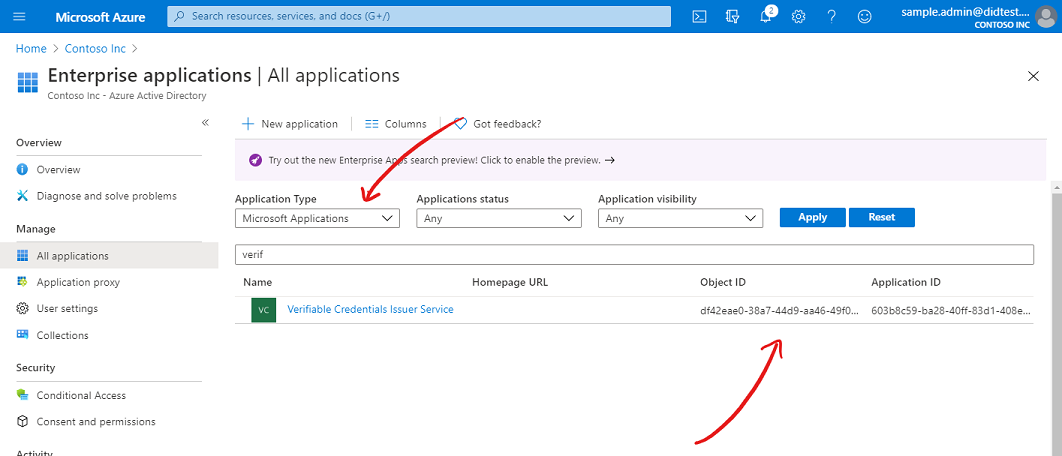 Microsoft Azure
Search resources, services, and docs (G+/)
2
sample.admin@didtest....
CONTOSO INC
Home > Contoso Inc >
Enterprise applications | All applications
Contoso Inc - Azure Active Directory
«
Overview
Overview
Diagnose and solve problems
Manage
All applications
Application proxy
User settings
Collections
Security
Conditional Access
Consent and permissions
Activity
+ New application
Columns
Got feedback?
Try out the new Enterprise Apps search preview! Click to enable the preview. →
Application Type
Applications status
Application visibility
Microsoft Applications
Any
Any
Apply
Reset
verif
Name
Homepage URL
Object ID
Application ID
VC
Verifiable Credentials Issuer Service
df42eae0-38a7-44d9-aa46-49f0...
603b8c59-ba28-40ff-83d1-408e...